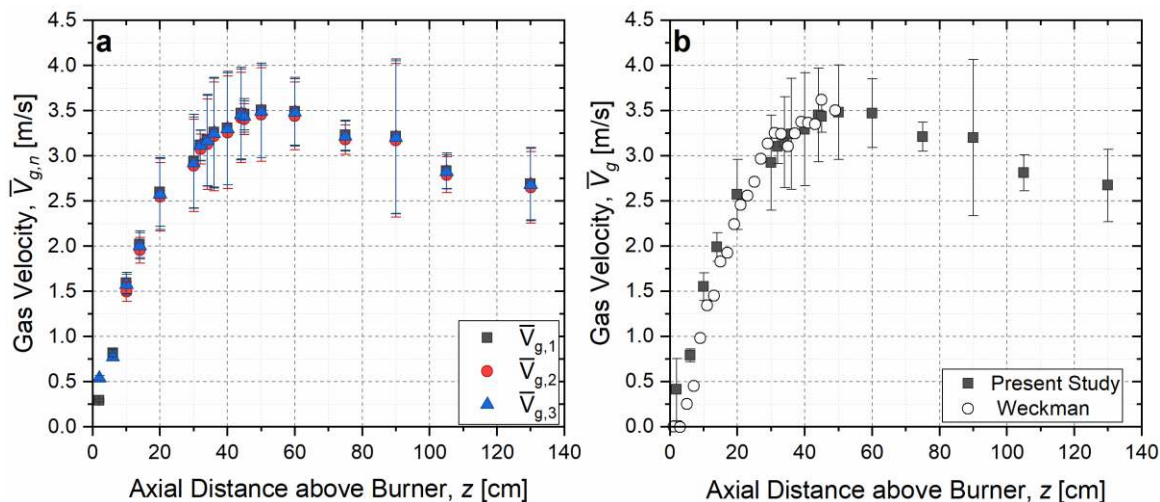 a
4.5
4.0
3.5
3.0
2.5
2.0
1.5
1.0
0.5
0.0
Gas Velocity, V̅g,n [m/s]
V̅g,1
V̅g,2
V̅g,3
0 20 40 60 80 100 120 140
Axial Distance above Burner, z [cm]
b
4.5
4.0
3.5
3.0
2.5
2.0
1.5
1.0
0.5
0.0
Gas Velocity, V̅g [m/s]
Present Study
Weckman
0 20 40 60 80 100 120 140
Axial Distance above Burner, z [cm]